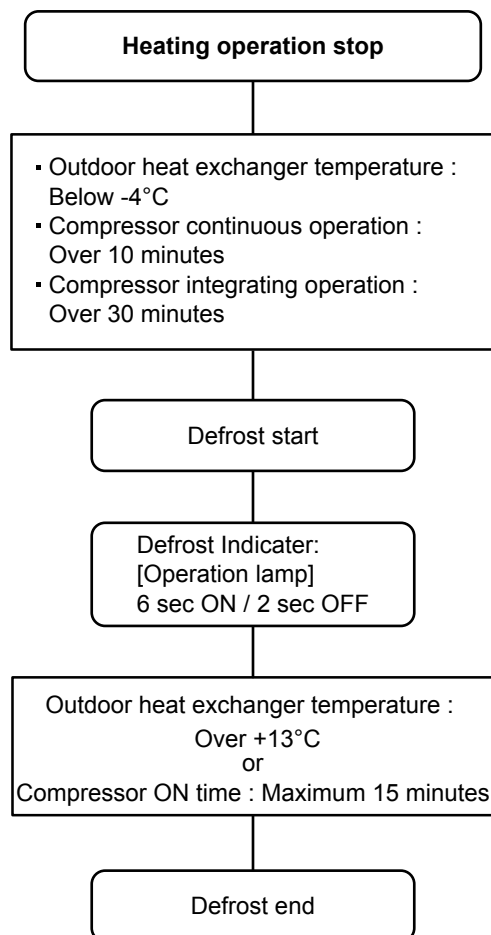 Heating operation stop
▪ Outdoor heat exchanger temperature :
Below -4°C
▪ Compressor continuous operation :
Over 10 minutes
▪ Compressor integrating operation :
Over 30 minutes
Defrost start
Defrost Indicater:
[Operation lamp]
6 sec ON / 2 sec OFF
Outdoor heat exchanger temperature :
Over +13°C
or
Compressor ON time : Maximum 15 minutes
Defrost end